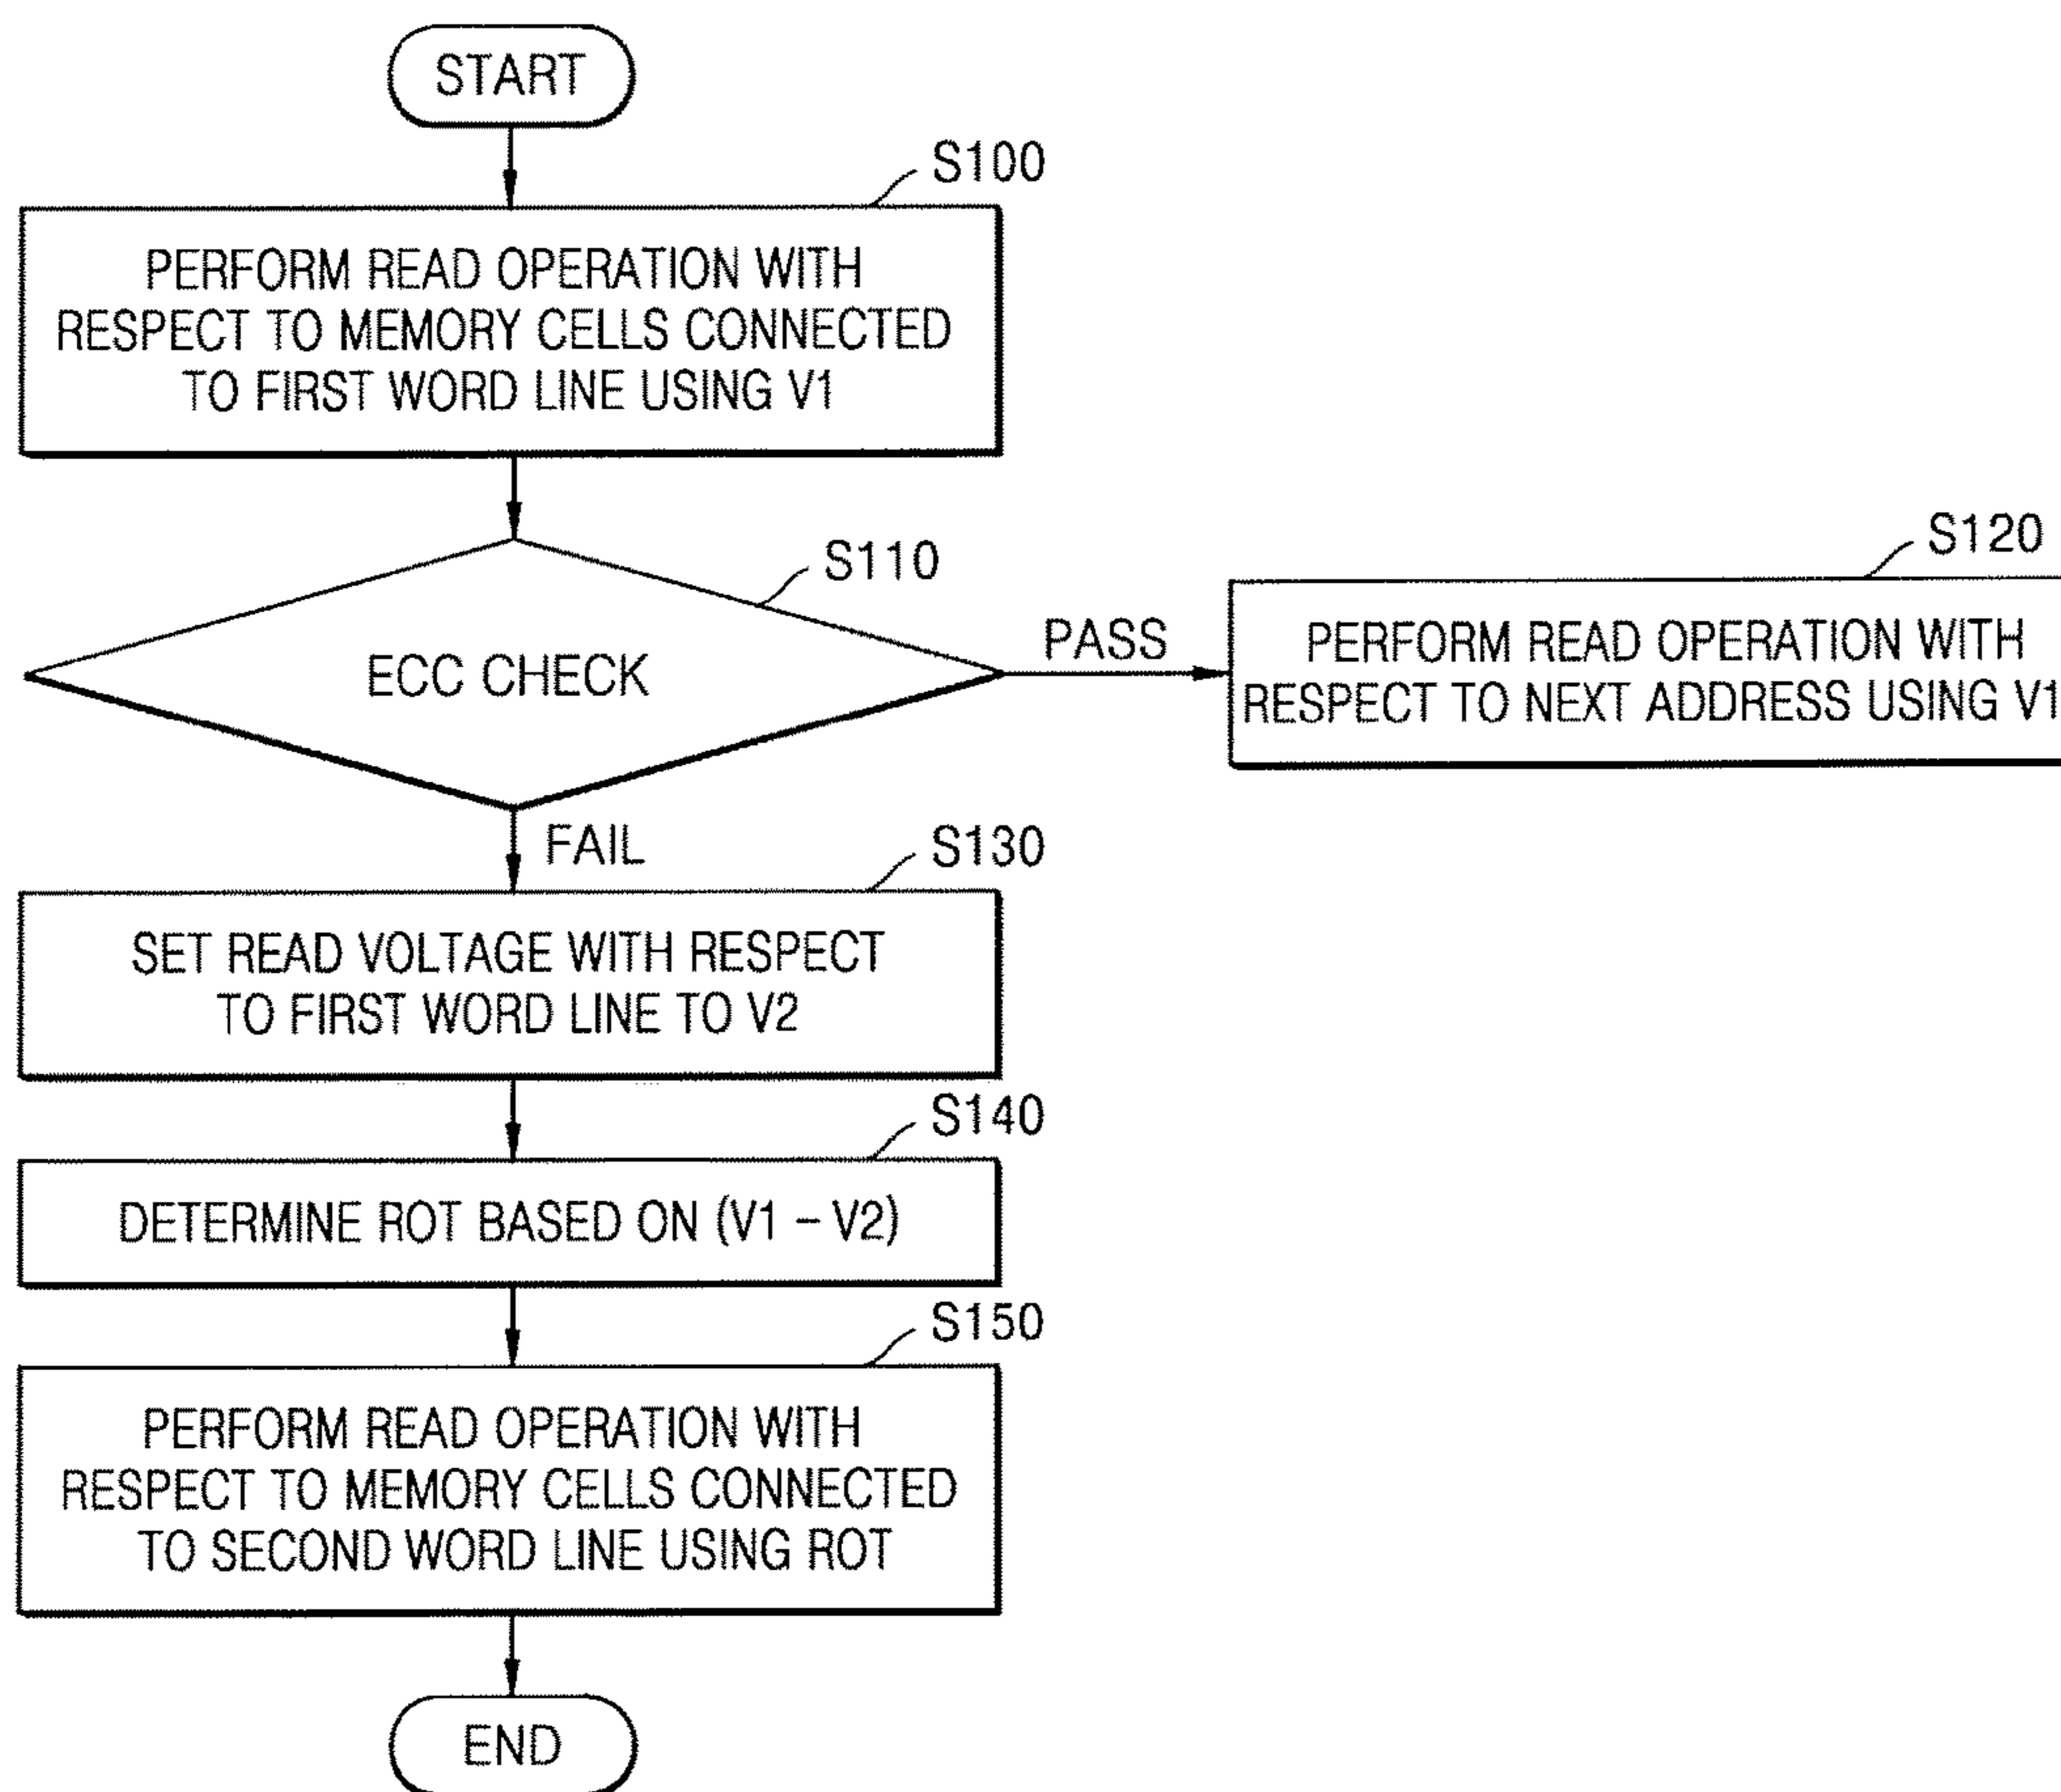 START
S100
PERFORM READ OPERATION WITH
RESPECT TO MEMORY CELLS CONNECTED
TO FIRST WORD LINE USING V1
S110
ECC CHECK
PASS
S120
PERFORM READ OPERATION WITH
RESPECT TO NEXT ADDRESS USING V1
FAIL
S130
SET READ VOLTAGE WITH RESPECT
TO FIRST WORD LINE TO V2
S140
DETERMINE ROT BASED ON (V1 – V2)
S150
PERFORM READ OPERATION WITH
RESPECT TO MEMORY CELLS CONNECTED
TO SECOND WORD LINE USING ROT
END